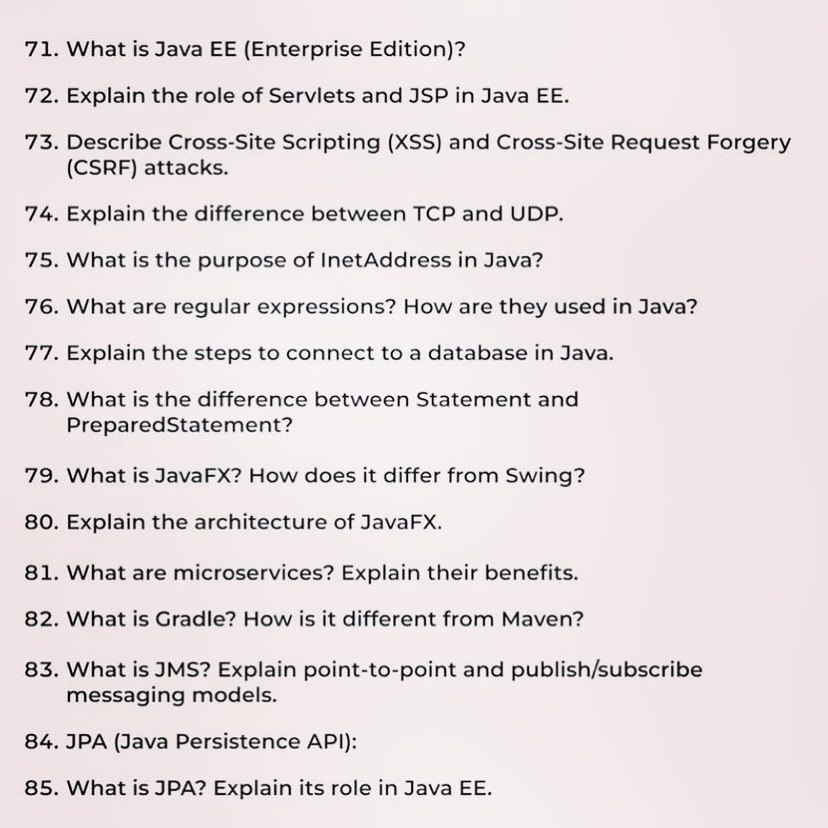 71. What is Java EE (Enterprise Edition)?
72. Explain the role of Servlets and JSP in Java EE.
73. Describe Cross-Site Scripting (XSS) and Cross-Site Request Forgery
(CSRF) attacks.
74. Explain the difference between TCP and UDP.
75. What is the purpose of InetAddress in Java?
76. What are regular expressions? How are they used in Java?
77. Explain the steps to connect to a database in Java.
78. What is the difference between Statement and
PreparedStatement?
79. What is JavaFX? How does it differ from Swing?
80. Explain the architecture of JavaFX.
81. What are microservices? Explain their benefits.
82. What is Gradle? How is it different from Maven?
83. What is JMS? Explain point-to-point and publish/subscribe
messaging models.
84. JPA (Java Persistence API):
85. What is JPA? Explain its role in Java EE.